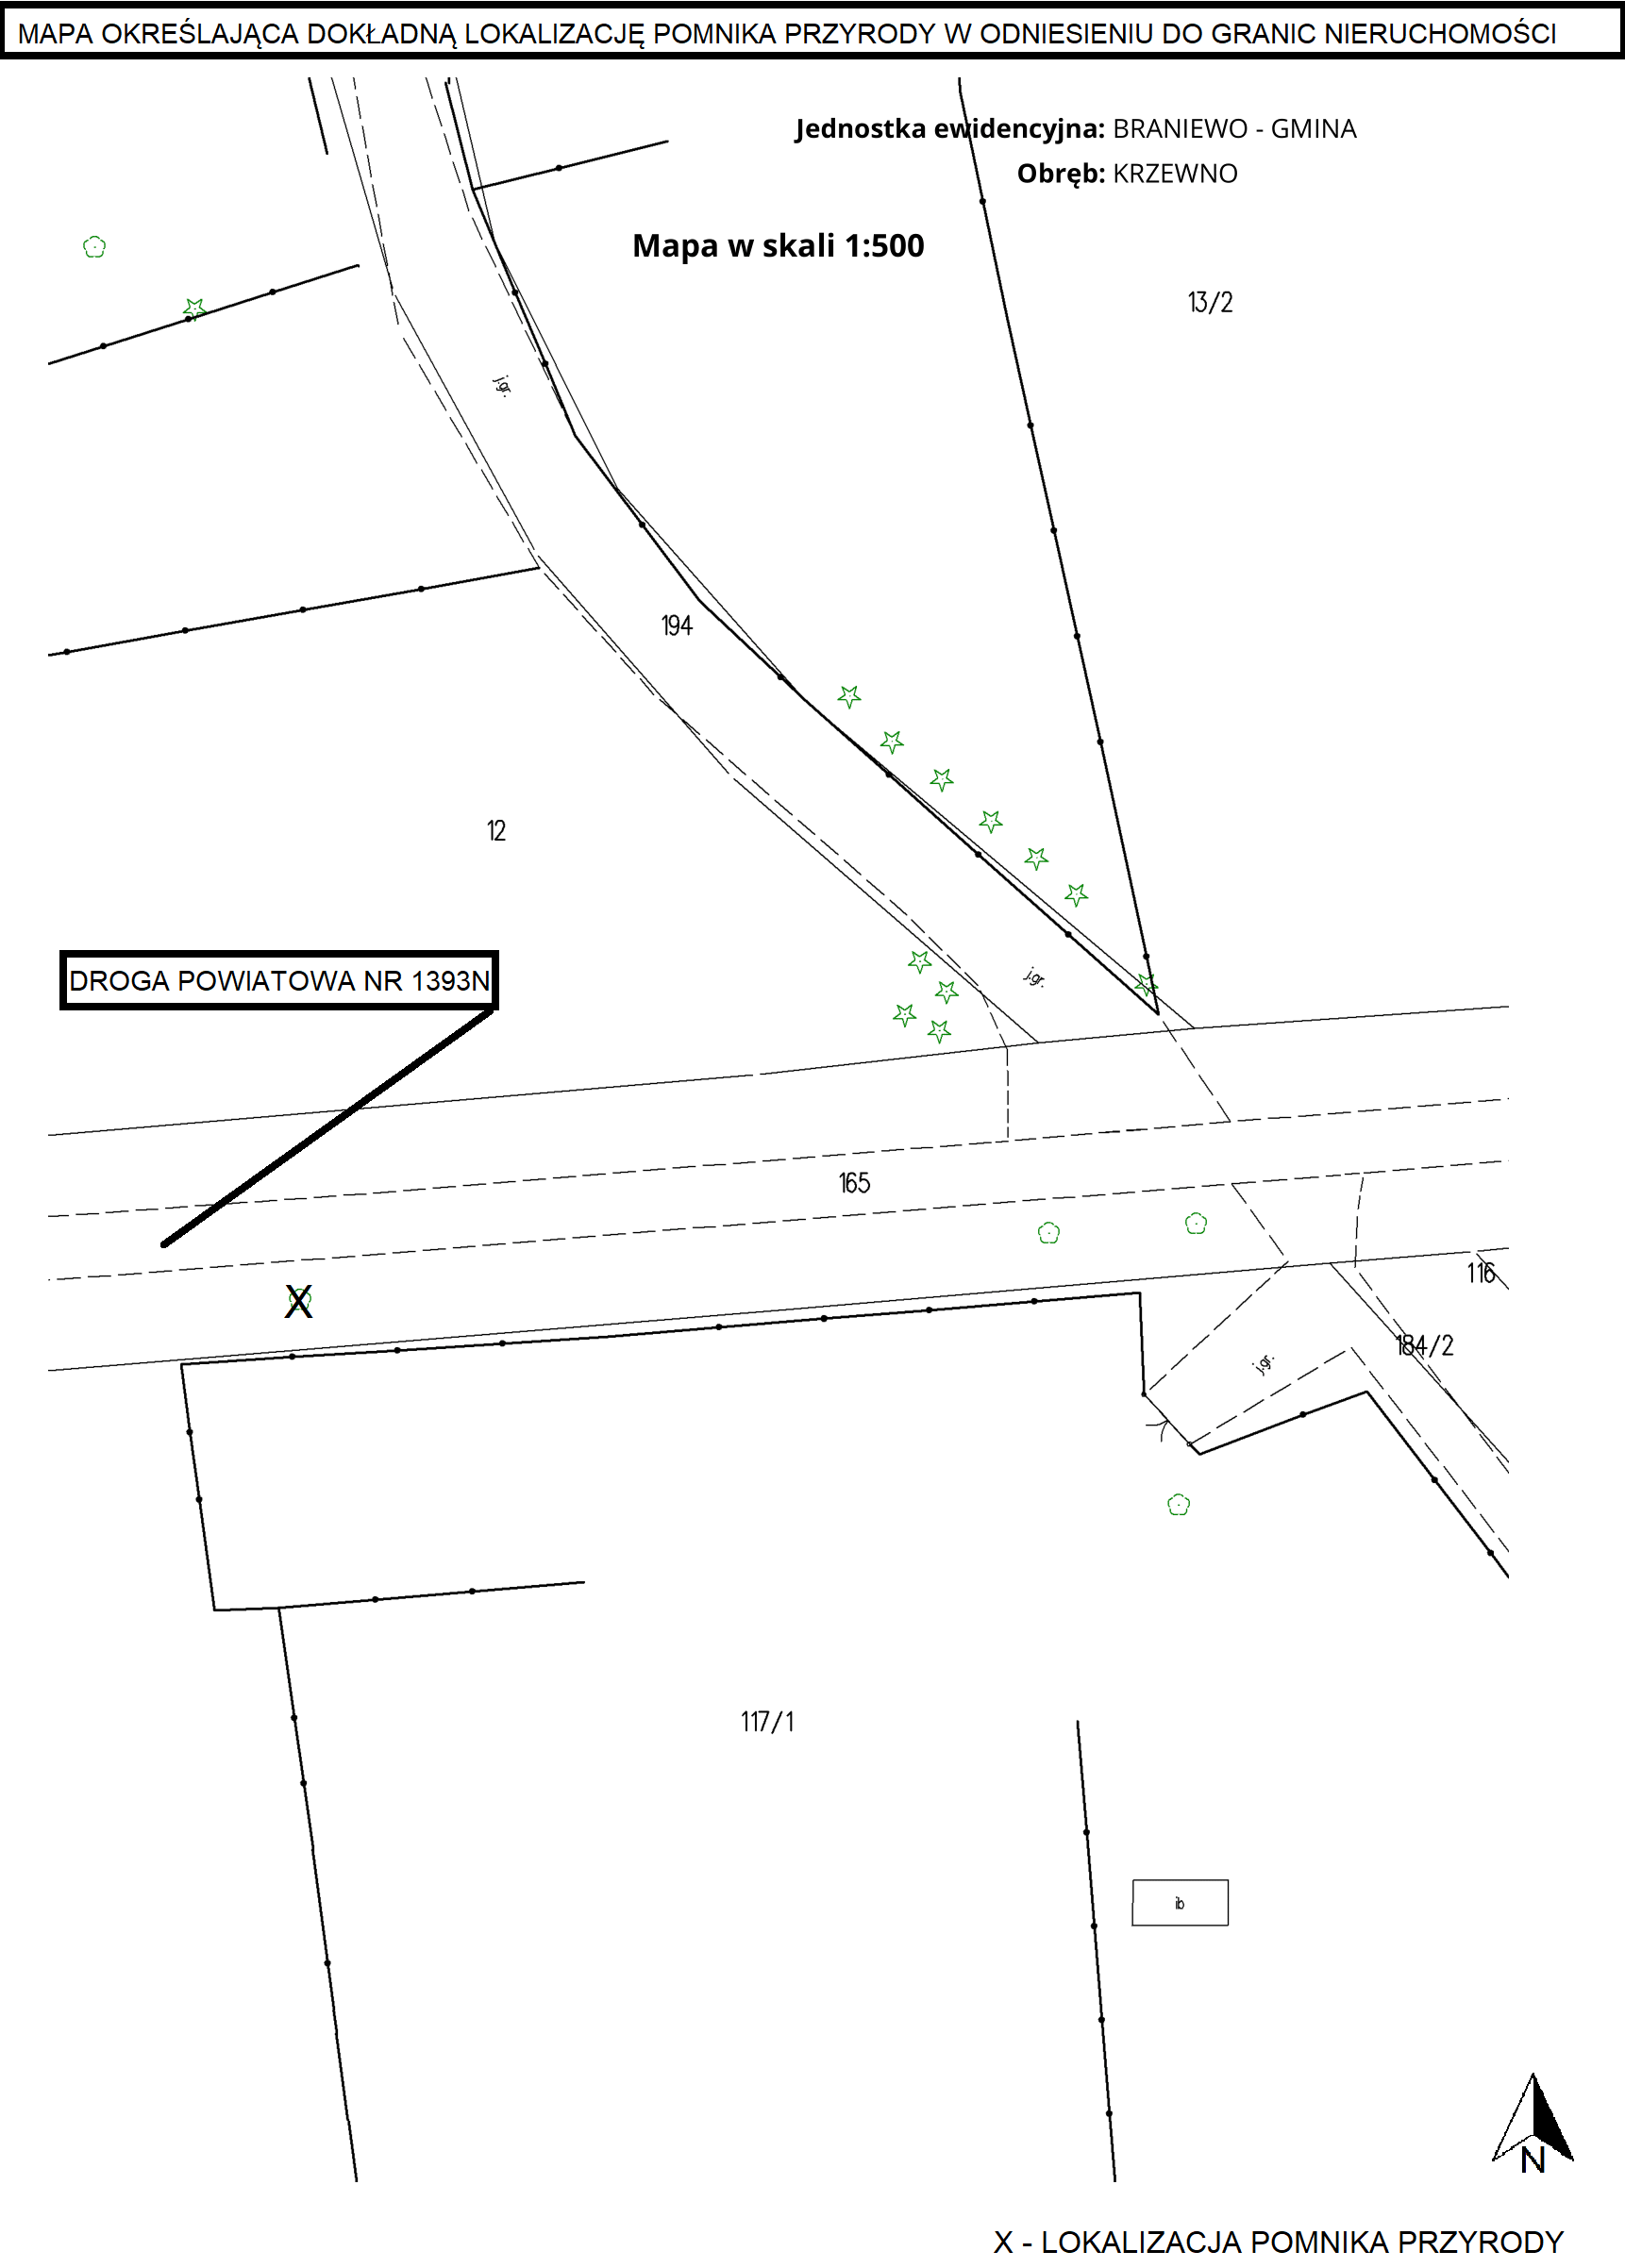 MAPA OKREŚLAJĄCA DOKŁADNĄ LOKALIZACJĘ POMNIKA PRZYRODY W ODNIESIENIU DO GRANIC NIERUCHOMOŚCI
Jednostka ewidencyjna: BRANIEWO - GMINA
Obręb: KRZEWNO
Mapa w skali 1:500
13/2
j.gr.
194
12
DROGA POWIATOWA NR 1393N
j.gr.
165
116
X
184/2
j.gr.
117/1
ib
N
X - LOKALIZACJA POMNIKA PRZYRODY